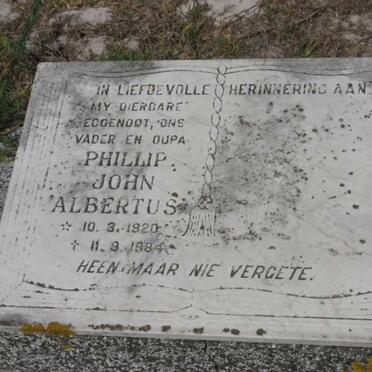 IN LIEFDEVOLLE HERINNERING AAN
MY DIERBARE
EGGENOOT, ONS
VADER EN OUPA
PHILLIP
JOHN
ALBERTUS
☆ 10.3.1920
† 11.9.1984
HEEN MAAR NIE VERGETE.